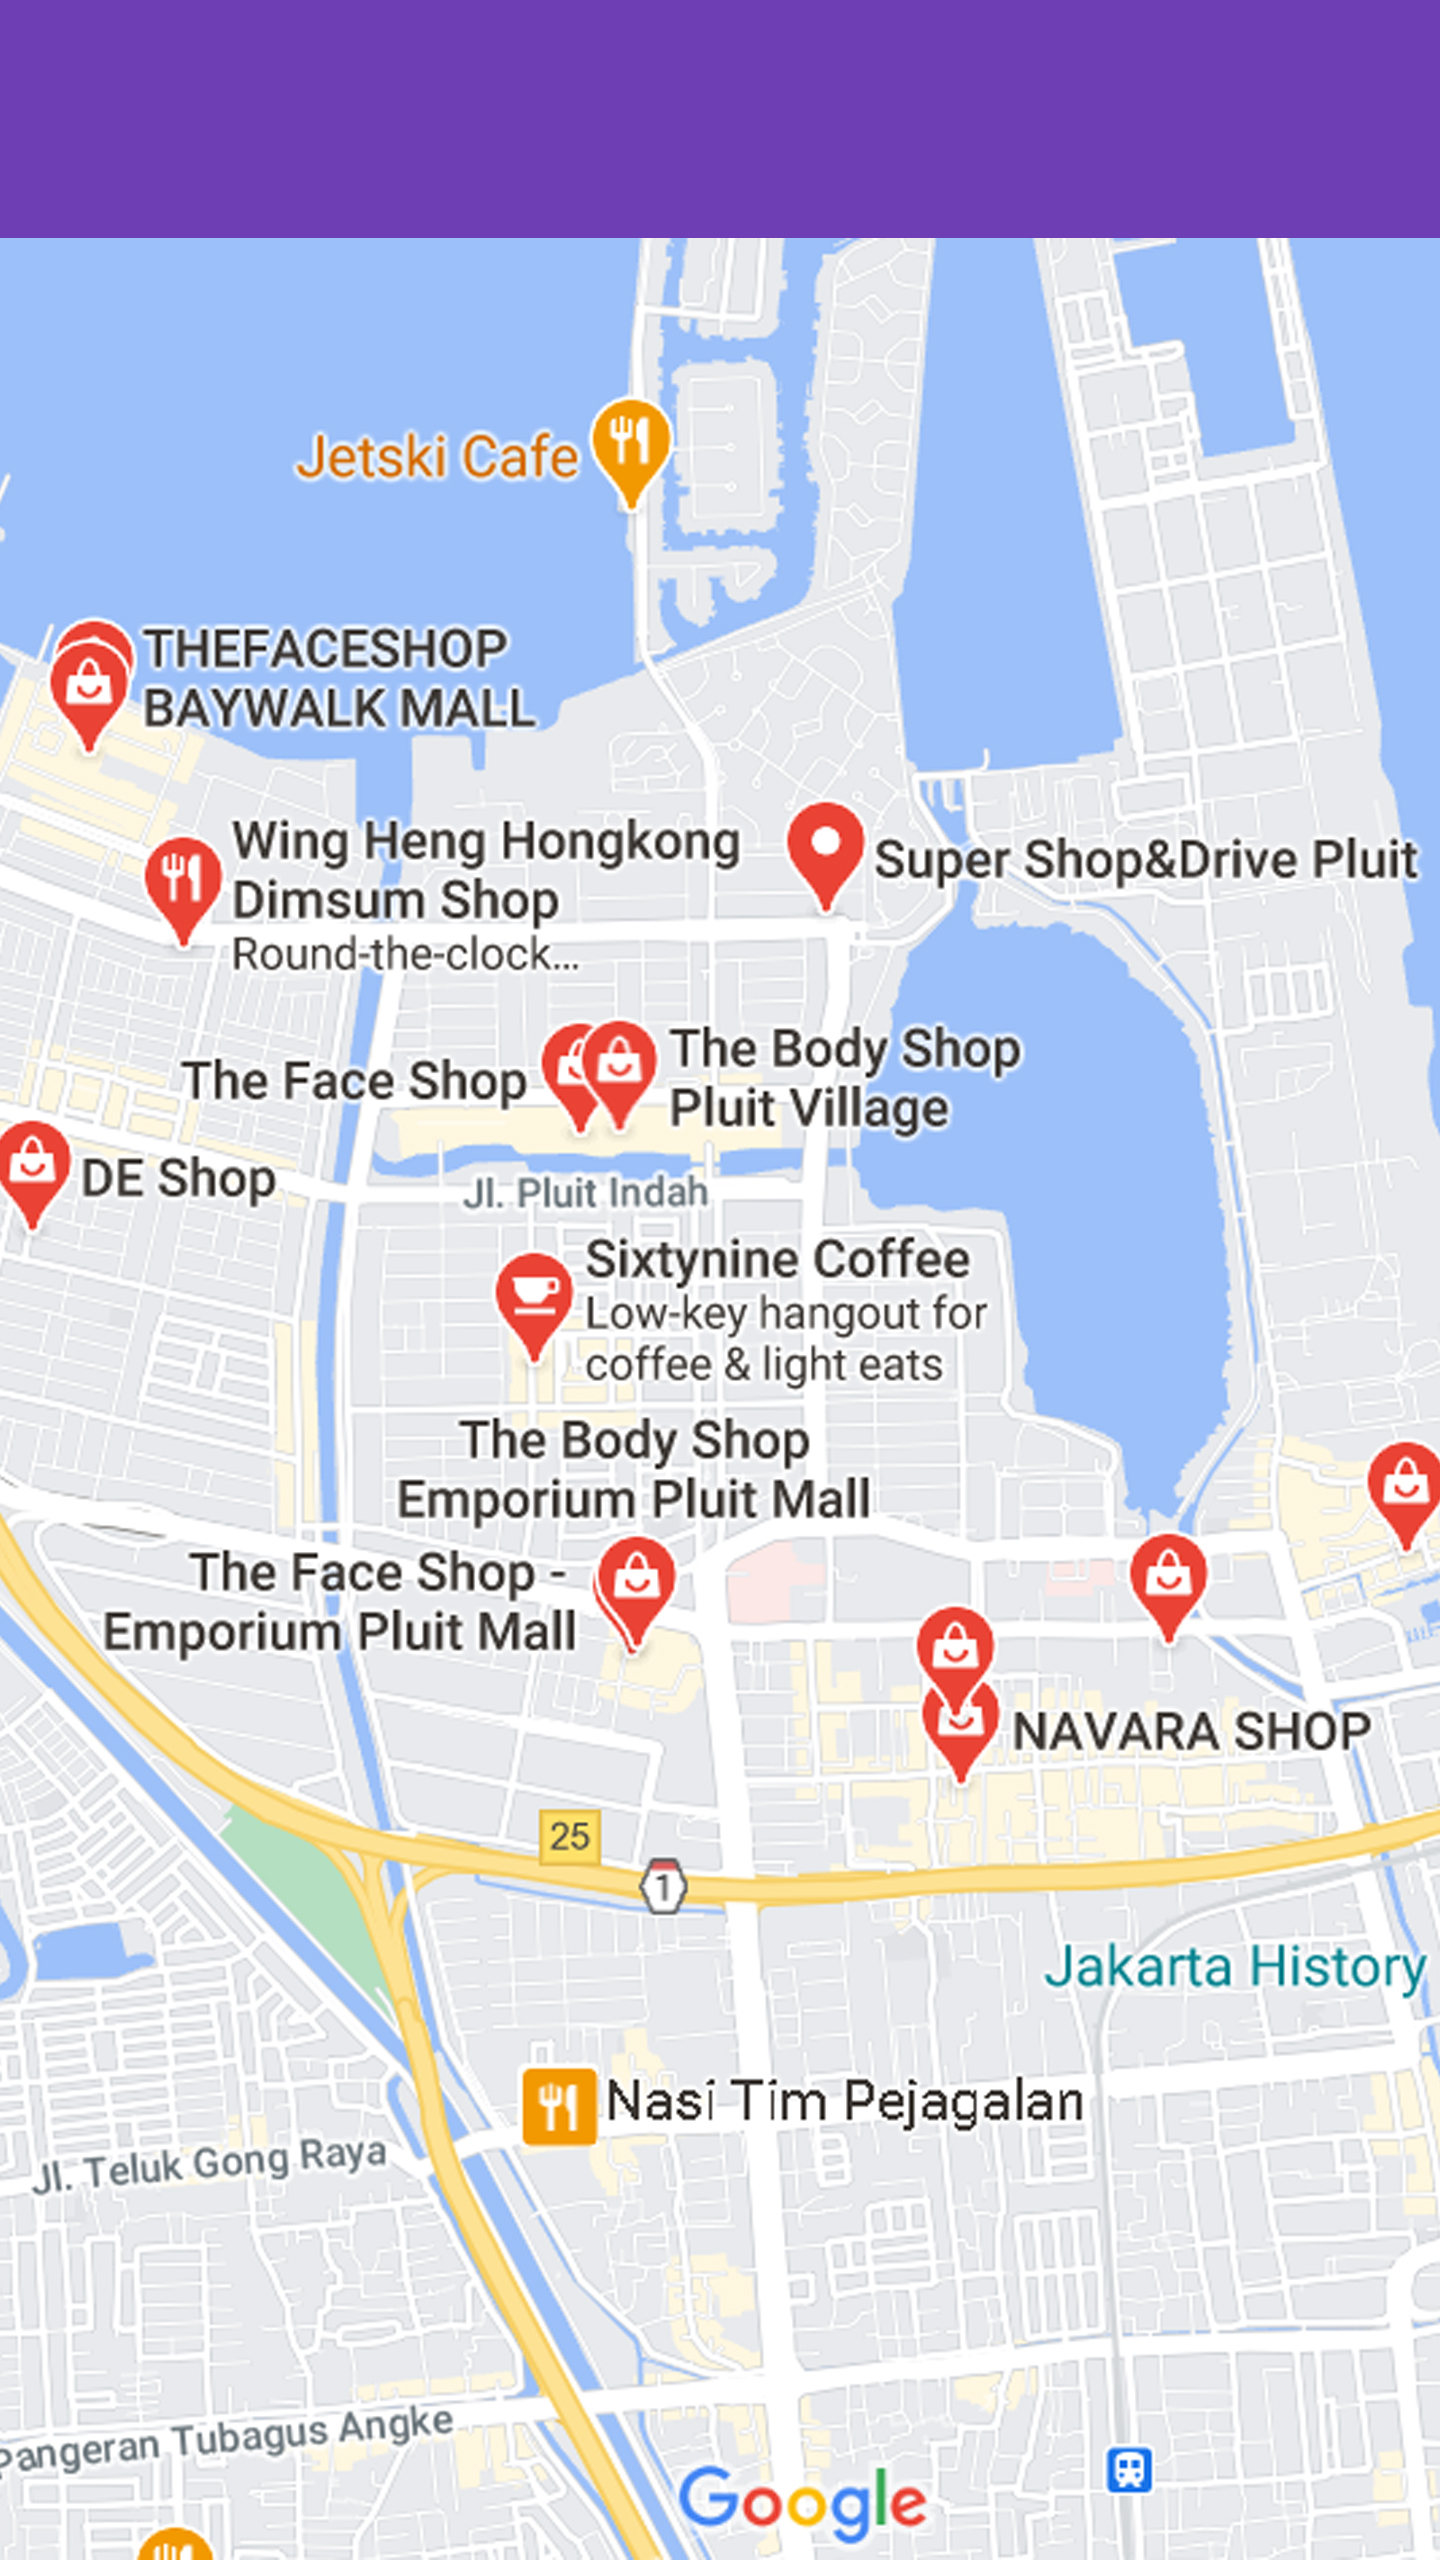 Jetski Cafe
THEFACESHOP
BAYWALK MALL
Wing Heng Hongkong
Dimsum Shop
Round-the-clock...
Super Shop&Drive Pluit
The Face Shop
The Body Shop
Pluit Village
DE Shop
Jl. Pluit Indah
Sixtynine Coffee
Low-key hangout for
coffee & light eats
The Body Shop
Emporium Pluit Mall
The Face Shop -
Emporium Pluit Mall
NAVARA SHOP
25
1
Jakarta History
Nasi Tim Pejagalan
Jl. Teluk Gong Raya
Pangeran Tubagus Angke
Google